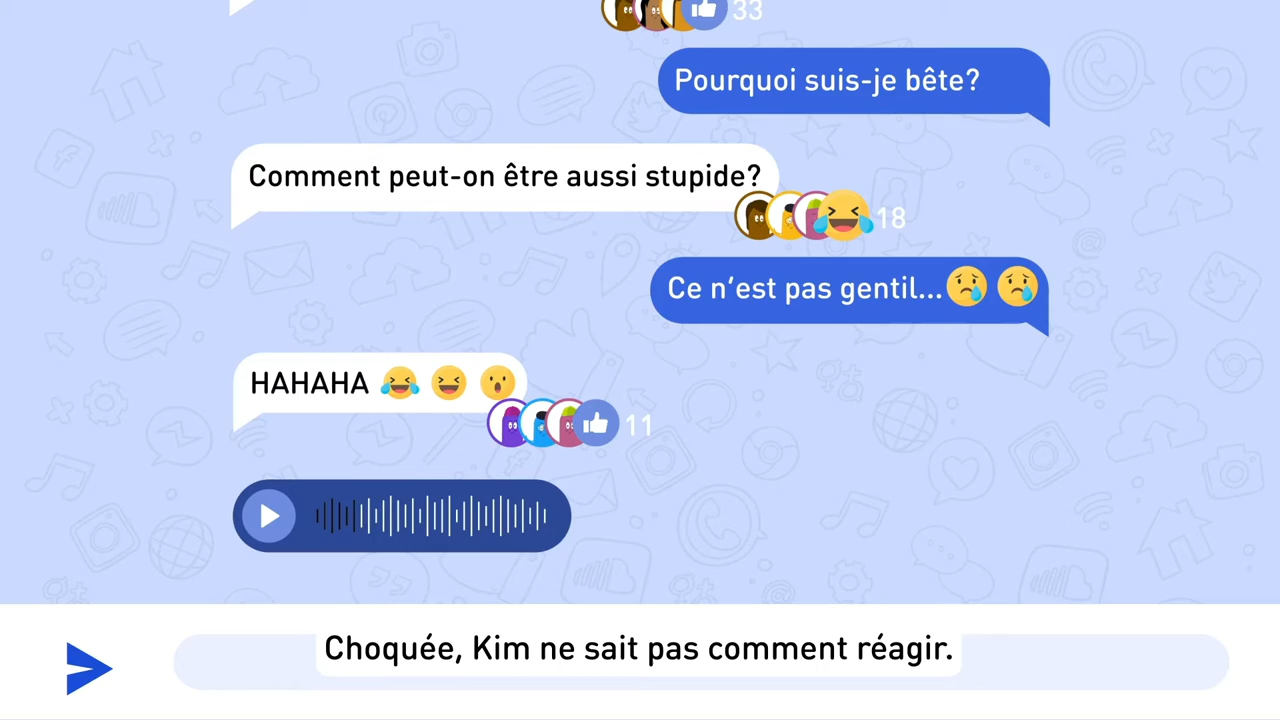 33
Pourquoi suis-je bête?
Comment peut-on être aussi stupide?
18
Ce n’est pas gentil...
HAHAHA
11
Choquée, Kim ne sait pas comment réagir.